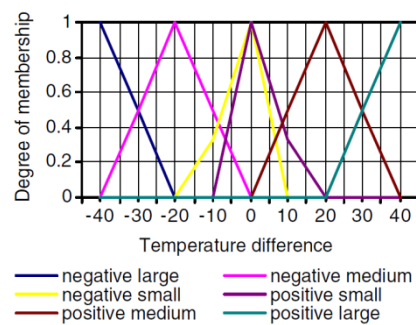 Degree of membership
1
0.8
0.6
0.4
0.2
0
-40 -30 -20 -10 0 10 20 30 40
Temperature difference
negative large negative medium
negative small positive small
positive medium positive large